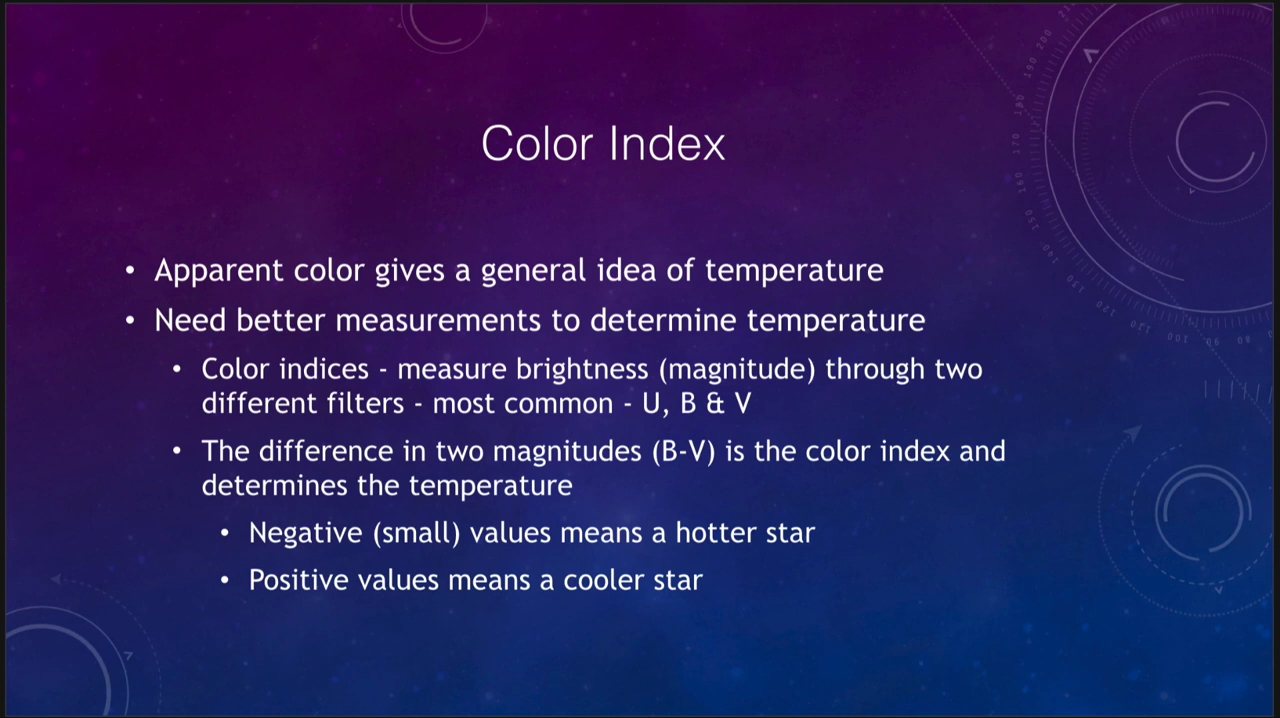 Color Index
• Apparent color gives a general idea of temperature
• Need better measurements to determine temperature
• Color indices - measure brightness (magnitude) through two
different filters - most common - U, B & V
• The difference in two magnitudes (B-V) is the color index and
determines the temperature
• Negative (small) values means a hotter star
• Positive values means a cooler star